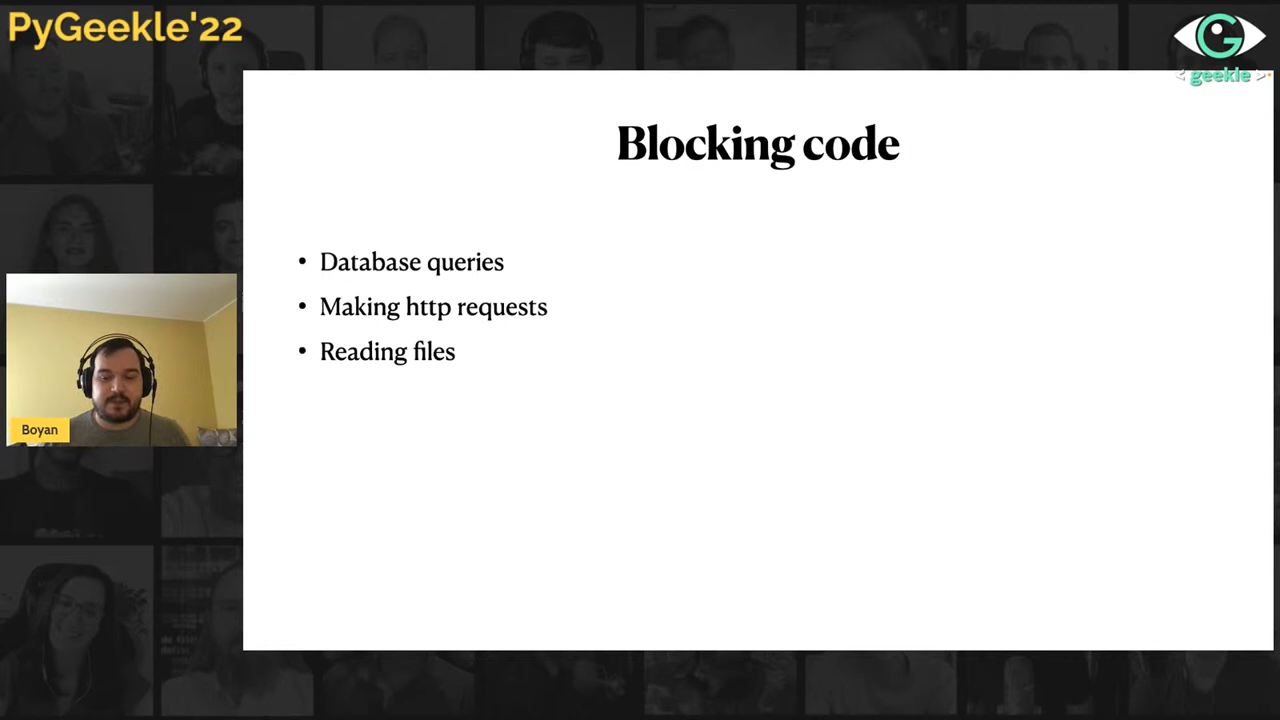 PyGeekle'22
< geekle >
Blocking code
• Database queries
• Making http requests
• Reading files
Boyan